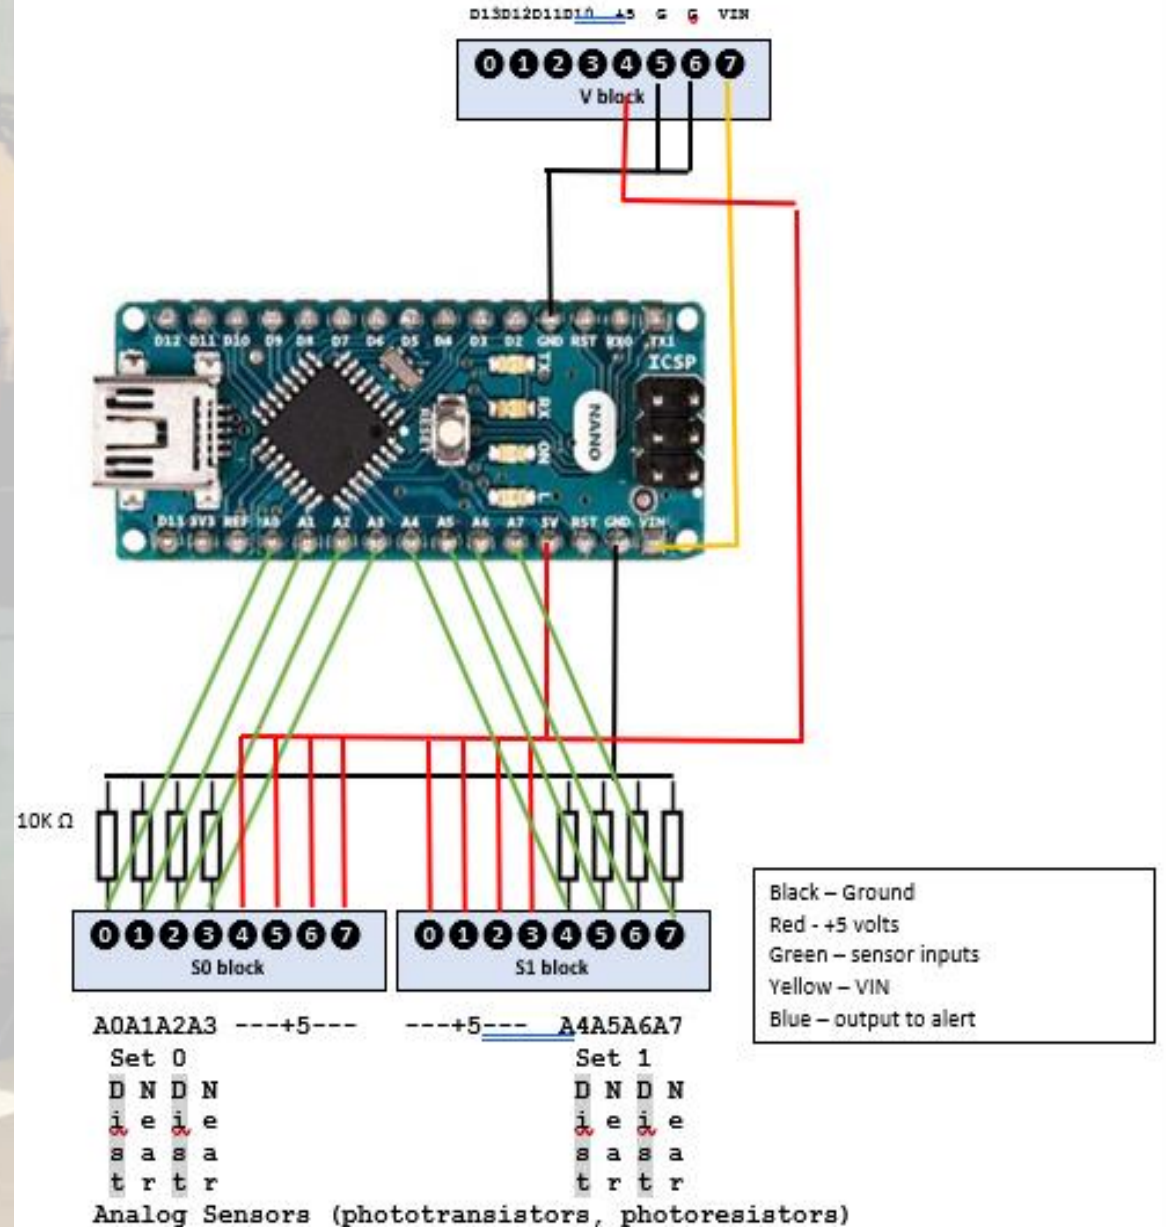 D13D12D11D10 +5 G G VIN
0 1 2 3 4 5 6 7
V block
D12 D11 D10 D9 D8 D7 D6 D5 D4 D3 D2 GND RST RX0 TX1
ICSP
TX
RX
ON
L
RESET
NANO
D13 3V3 REF A0 A1 A2 A3 A4 A5 A6 A7 5V RST GND VIN
10K Ω
0 1 2 3 4 5 6 7
S0 block
0 1 2 3 4 5 6 7
S1 block
Black – Ground
Red - +5 volts
Green – sensor inputs
Yellow – VIN
Blue – output to alert
A0A1A2A3 ---+5--- ---+5--- A4A5A6A7
Set 0 Set 1
D N D N D N D N
i e i e i e i e
s a s a s a s a
t r t r t r t r
Analog Sensors (phototransistors, photoresistors)